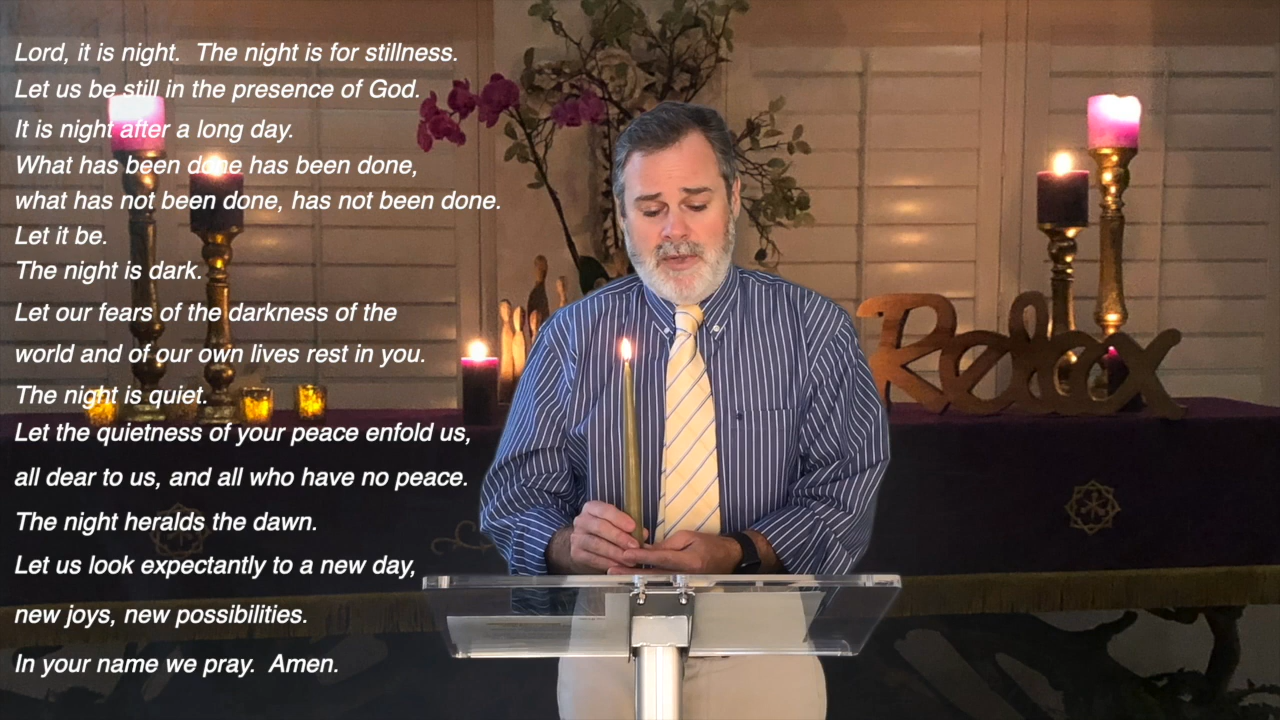 Lord, it is night.  The night is for stillness.
Let us be still in the presence of God.
It is night after a long day.
What has been done has been done,
what has not been done, has not been done.
Let it be.
The night is dark.
Let our fears of the darkness of the
world and of our own lives rest in you.
The night is quiet.
Let the quietness of your peace enfold us,
all dear to us, and all who have no peace.
The night heralds the dawn.
Let us look expectantly to a new day,
new joys, new possibilities.
In your name we pray.  Amen.
Relax